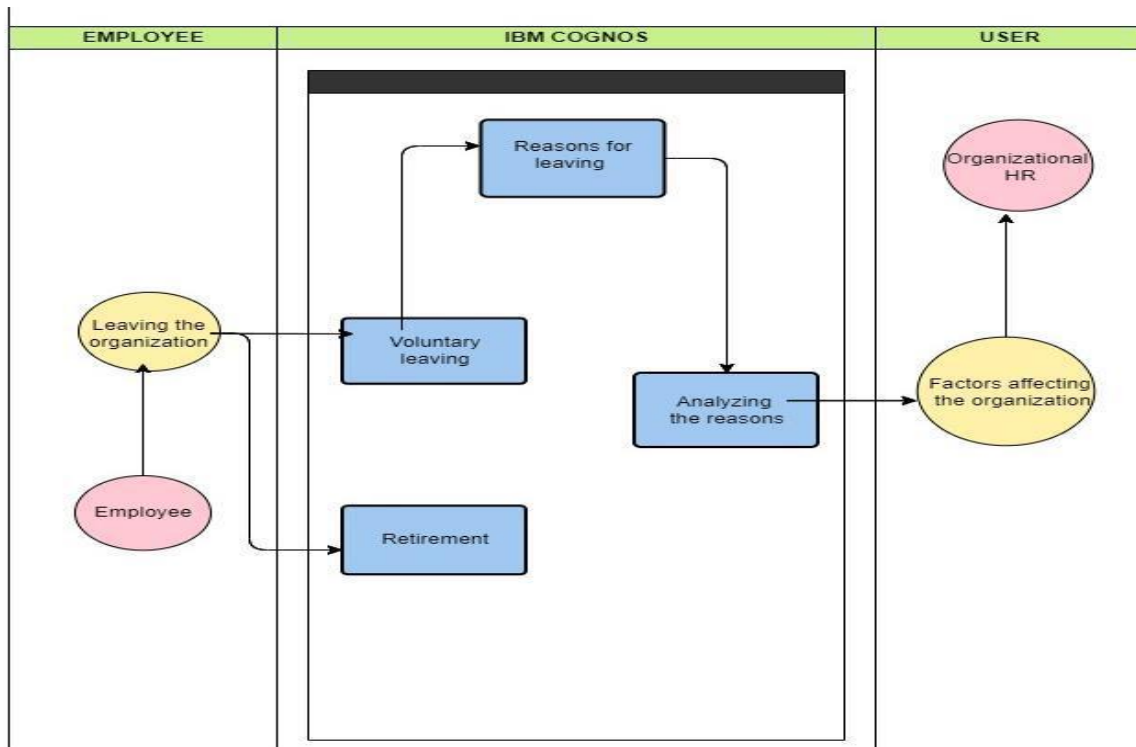 EMPLOYEE
IBM COGNOS
USER
Reasons for
leaving
Organizational
HR
Leaving the
organization
Voluntary
leaving
Factors affecting
the organization
Analyzing
the reasons
Employee
Retirement